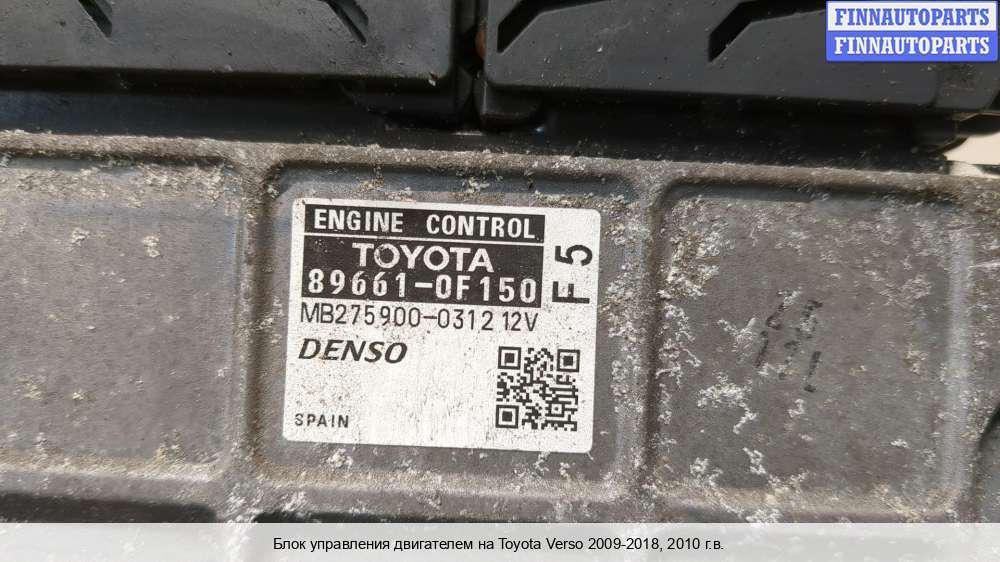 FINNAUTOPARTS
FINNAUTOPARTS
ENGINE CONTROL
TOYOTA
89661-0F150
F5
MB275900-0312 12V
DENSO
SPAIN
Блок управления двигателем на Toyota Verso 2009-2018, 2010 г.в.